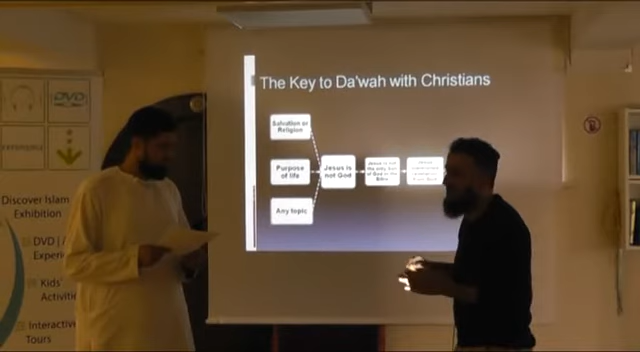 The Key to Da'wah with Christians
Salvation or
Religion
Purpose
of life
Any topic
Jesus is
not God
Jesus is not
the only Son
of God in the
Bible
DVD
Discover Islam
Exhibition
DVD
Experi
Kids'
Activiti
Interactive
Tours